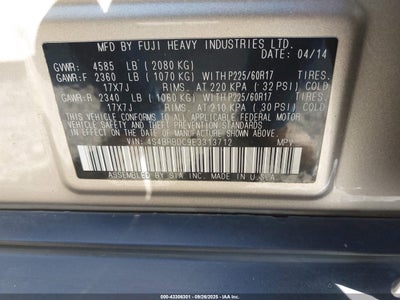 MFD BY FUJI HEAVY INDUSTRIES LTD.
DATE: 04/14
GVWR: 4585 LB (2080 KG)
GAWR:F 2360 LB (1070 KG) WITH P225/60R17 TIRES,
17X7J RIMS, AT 220 KPA (32 PSI) COLD
GAWR:R 2340 LB (1060 KG) WITH P225/60R17 TIRES,
17X7J RIMS, AT 210 KPA (30 PSI) COLD
THIS VEHICLE CONFORMS TO ALL APPLICABLE FEDERAL MOTOR
VEHICLE SAFETY AND THEFT PREVENTION STANDARDS IN
EFFECT ON THE DATE OF MANUFACTURE SHOWN ABOVE.
VIN: 4S4BRBDC9E3313712 MPV
ASSEMBLED BY SIA INC. MADE IN U.S.A.
000-43308301 - 09/26/2025 -